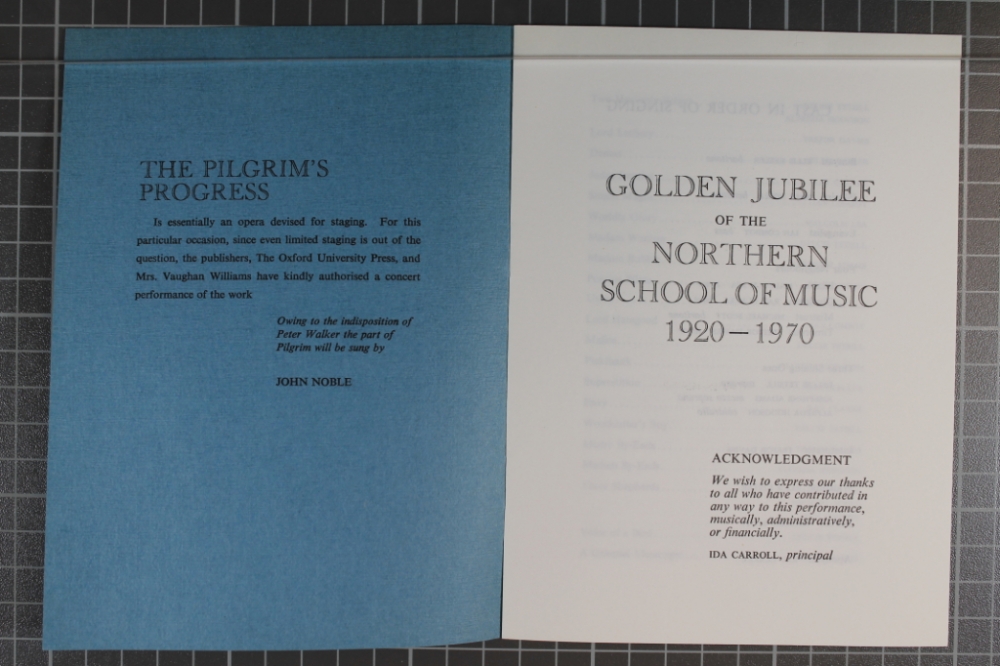 THE PILGRIM'S
PROGRESS
Is essentially an opera devised for staging. For this
particular occasion, since even limited staging is out of the
question, the publishers, The Oxford University Press, and
Mrs. Vaughan Williams have kindly authorised a concert
performance of the work
Owing to the indisposition of
Peter Walker the part of
Pilgrim will be sung by
JOHN NOBLE
GOLDEN JUBILEE
OF THE
NORTHERN
SCHOOL OF MUSIC
1920—1970
ACKNOWLEDGMENT
We wish to express our thanks
to all who have contributed in
any way to this performance,
musically, administratively,
or financially.
IDA CARROLL, principal